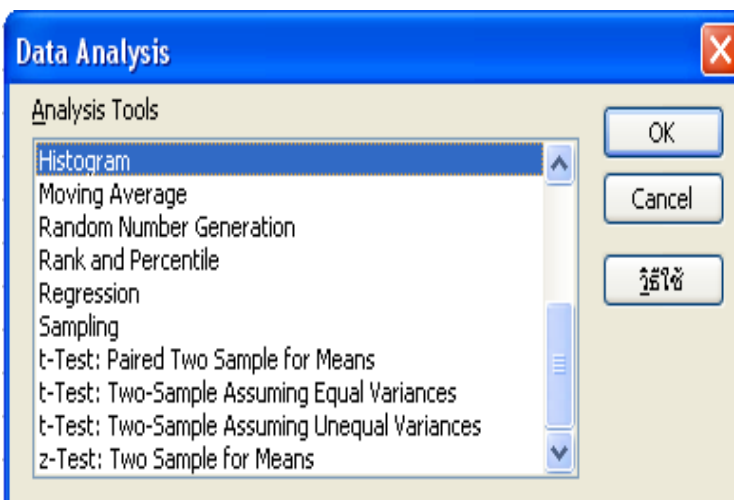 Data Analysis
Analysis Tools
Histogram
Moving Average
Random Number Generation
Rank and Percentile
Regression
Sampling
t-Test: Paired Two Sample for Means
t-Test: Two-Sample Assuming Equal Variances
t-Test: Two-Sample Assuming Unequal Variances
z-Test: Two Sample for Means
OK
Cancel
วิธีใช้